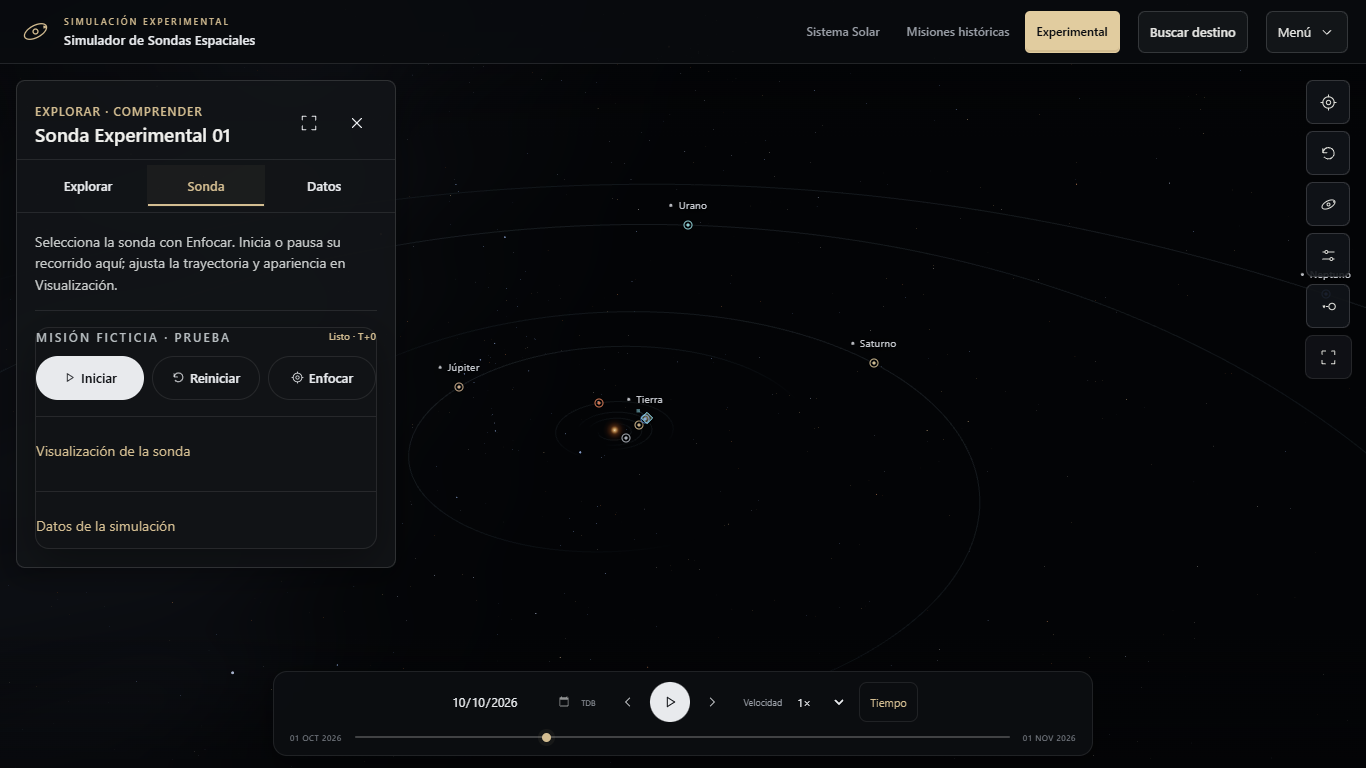 SIMULACIÓN EXPERIMENTAL
Simulador de Sondas Espaciales
Sistema Solar
Misiones históricas
Experimental
Buscar destino
Menú
EXPLORAR · COMPRENDER
Sonda Experimental 01
Explorar
Sonda
Datos
Selecciona la sonda con Enfocar. Inicia o pausa su
recorrido aquí; ajusta la trayectoria y apariencia en
Visualización.
MISIÓN FICTICIA · PRUEBA
Listo · T+0
Iniciar
Reiniciar
Enfocar
Visualización de la sonda
Datos de la simulación
Urano
Neptuno
Saturno
Júpiter
Tierra
10/10/2026
TDB
Velocidad
1×
Tiempo
01 OCT 2026
01 NOV 2026